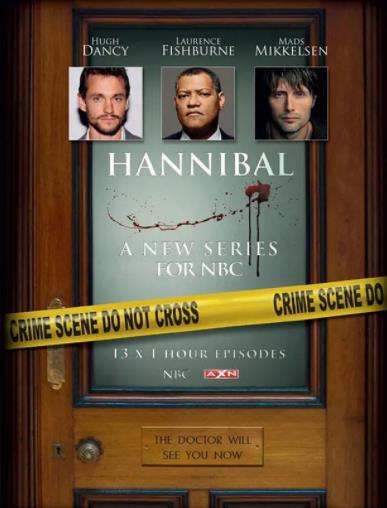 HUGH
DANCY
LAURENCE
FISHBURNE
MADS
MIKKELSEN
HANNIBAL
A NEW SERIES
FOR NBC
CRIME SCENE DO NOT CROSS
CRIME SCENE DO
13 X 1 HOUR EPISODES
NBC AXN
THE DOCTOR WILL
SEE YOU NOW